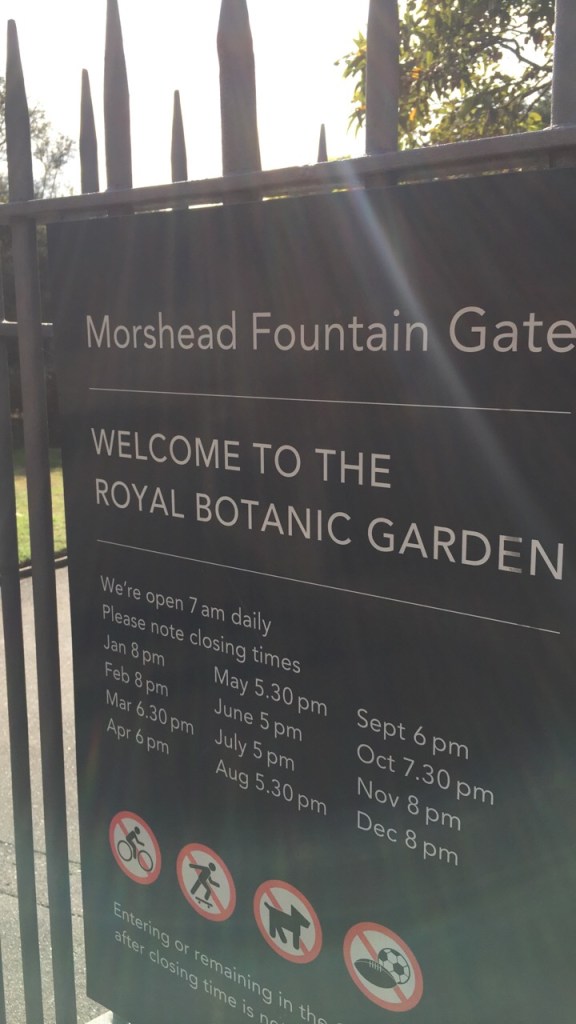 Morshead Fountain Gate
WELCOME TO THE
ROYAL BOTANIC GARDEN
We're open 7 am daily
Please note closing times
Jan 8 pm
Feb 8 pm
Mar 6.30 pm
Apr 6 pm
May 5.30 pm
June 5 pm
July 5 pm
Aug 5.30 pm
Sept 6 pm
Oct 7.30 pm
Nov 8 pm
Dec 8 pm
Entering or remaining in the
after closing time is